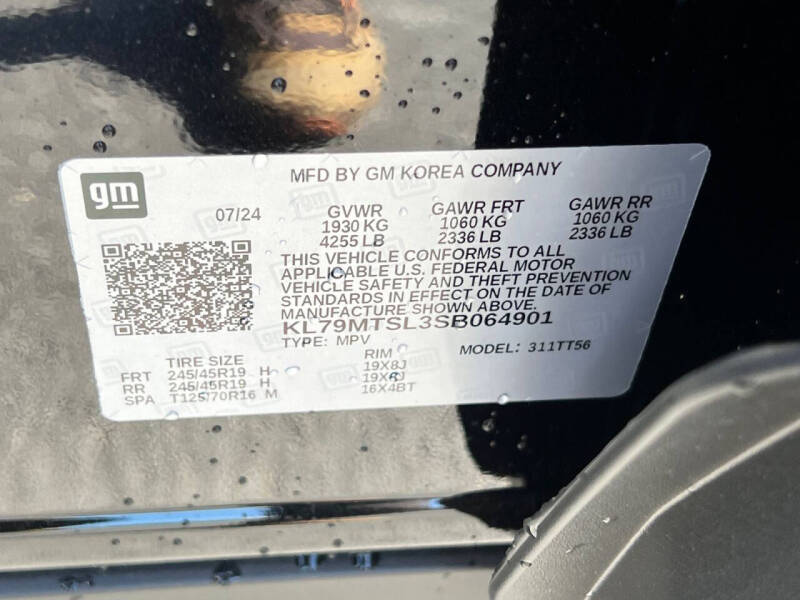 gm
MFD BY GM KOREA COMPANY
07/24
GVWR GAWR FRT GAWR RR
1930 KG 1060 KG 1060 KG
4255 LB 2336 LB 2336 LB
THIS VEHICLE CONFORMS TO ALL
APPLICABLE U.S. FEDERAL MOTOR
VEHICLE SAFETY AND THEFT PREVENTION
STANDARDS IN EFFECT ON THE DATE OF
MANUFACTURE SHOWN ABOVE.
KL79MTSL3SB064901
TYPE: MPV MODEL: 311TT56
TIRE SIZE RIM
FRT 245/45R19 H 19X8J
RR 245/45R19 H 19X8J
SPA T125/70R16 M 16X4BT